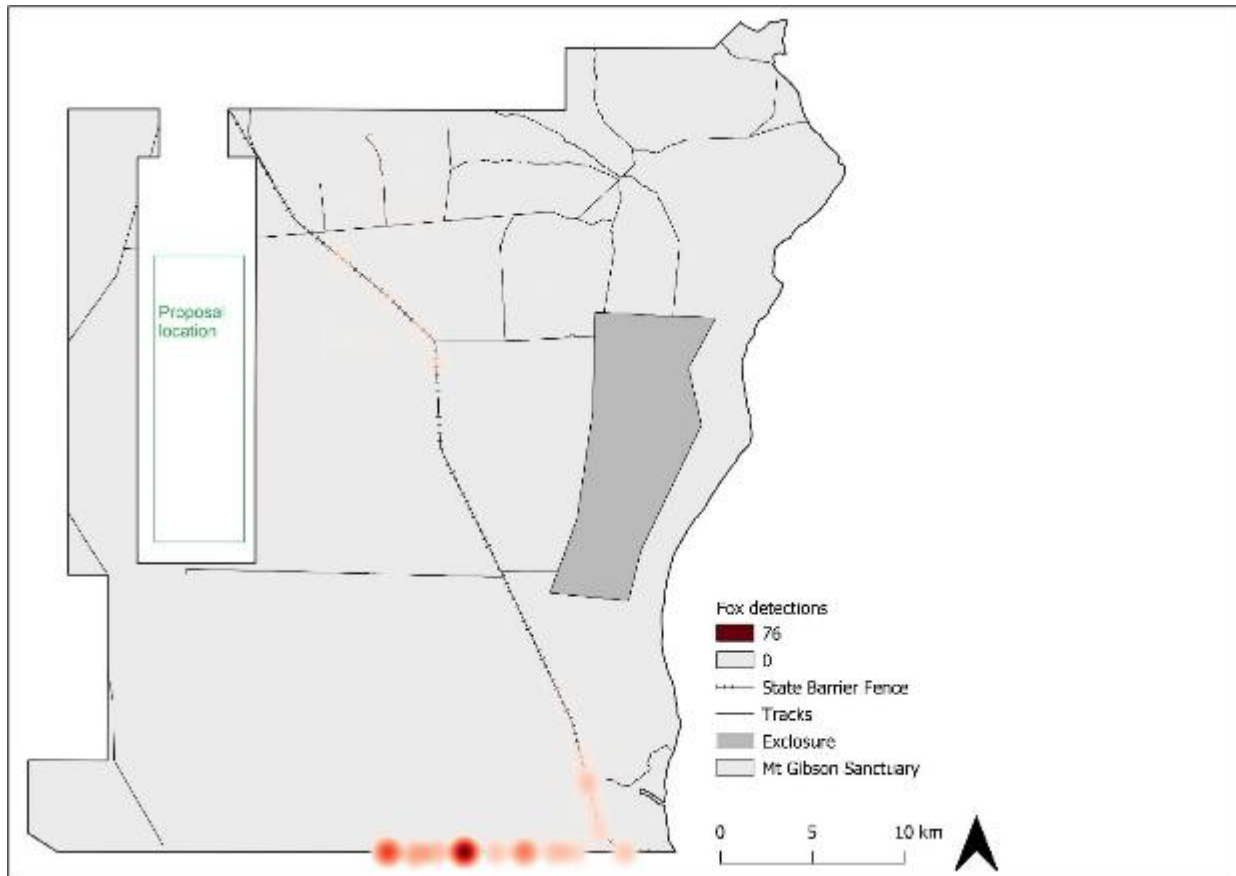 Proposal
location
Fox detections
76
0
State Barrier Fence
Tracks
Exclosure
Mt Gibson Sanctuary
0 5 10 km